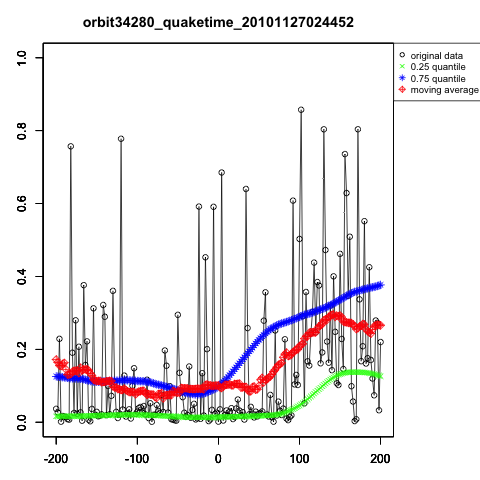 orbit34280_quaketime_20101127024452
original data
0.25 quantile
0.75 quantile
moving average
1.0
0.8
0.6
0.4
0.2
0.0
-200
-100
0
100
200